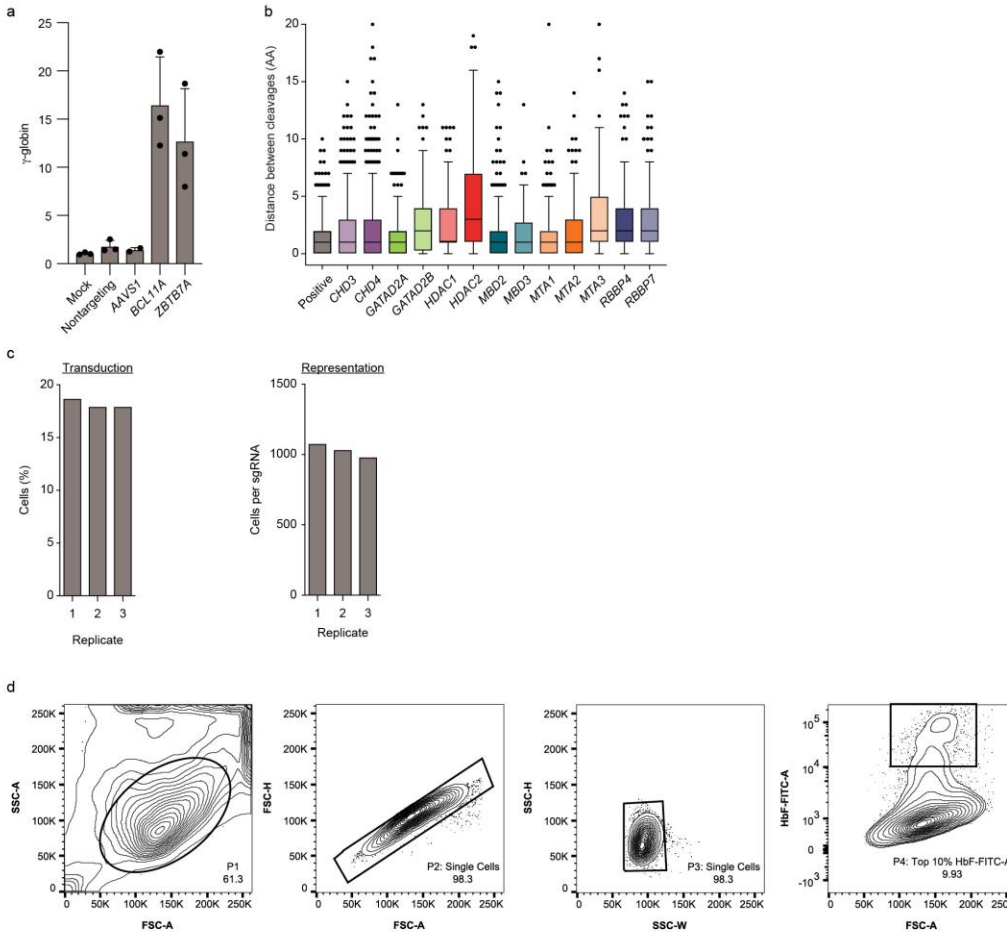 a
γ-globin
25
20
15
10
5
0
Mock
Nontargeting
AAVS1
BCL11A
ZBTB7A
b
Distance between cleavages (AA)
20
10
0
Positive
CHD3
CHD4
GATAD2A
GATAD2B
HDAC1
HDAC2
MBD2
MBD3
MTA1
MTA2
MTA3
RBBP4
RBBP7
c
Transduction
Cells (%)
20
15
10
5
0
1 2 3
Replicate
Representation
Cells per sgRNA
1500
1000
500
0
1 2 3
Replicate
d
SSC-A
250K
200K
150K
100K
50K
0
P1
61.3
0 50K 100K 150K 200K 250K
FSC-A
FSC-H
250K
200K
150K
100K
50K
0
P2: Single Cells
98.3
0 50K 100K 150K 200K 250K
FSC-A
SSC-H
250K
200K
150K
100K
50K
0
P3: Single Cells
98.3
0 50K 100K 150K 200K 250K
SSC-W
HbF-FITC-A
10^5
10^4
10^3
0
-10^3
P4: Top 10% HbF-FITC-A
9.93
0 50K 100K 150K 200K 250K
FSC-A